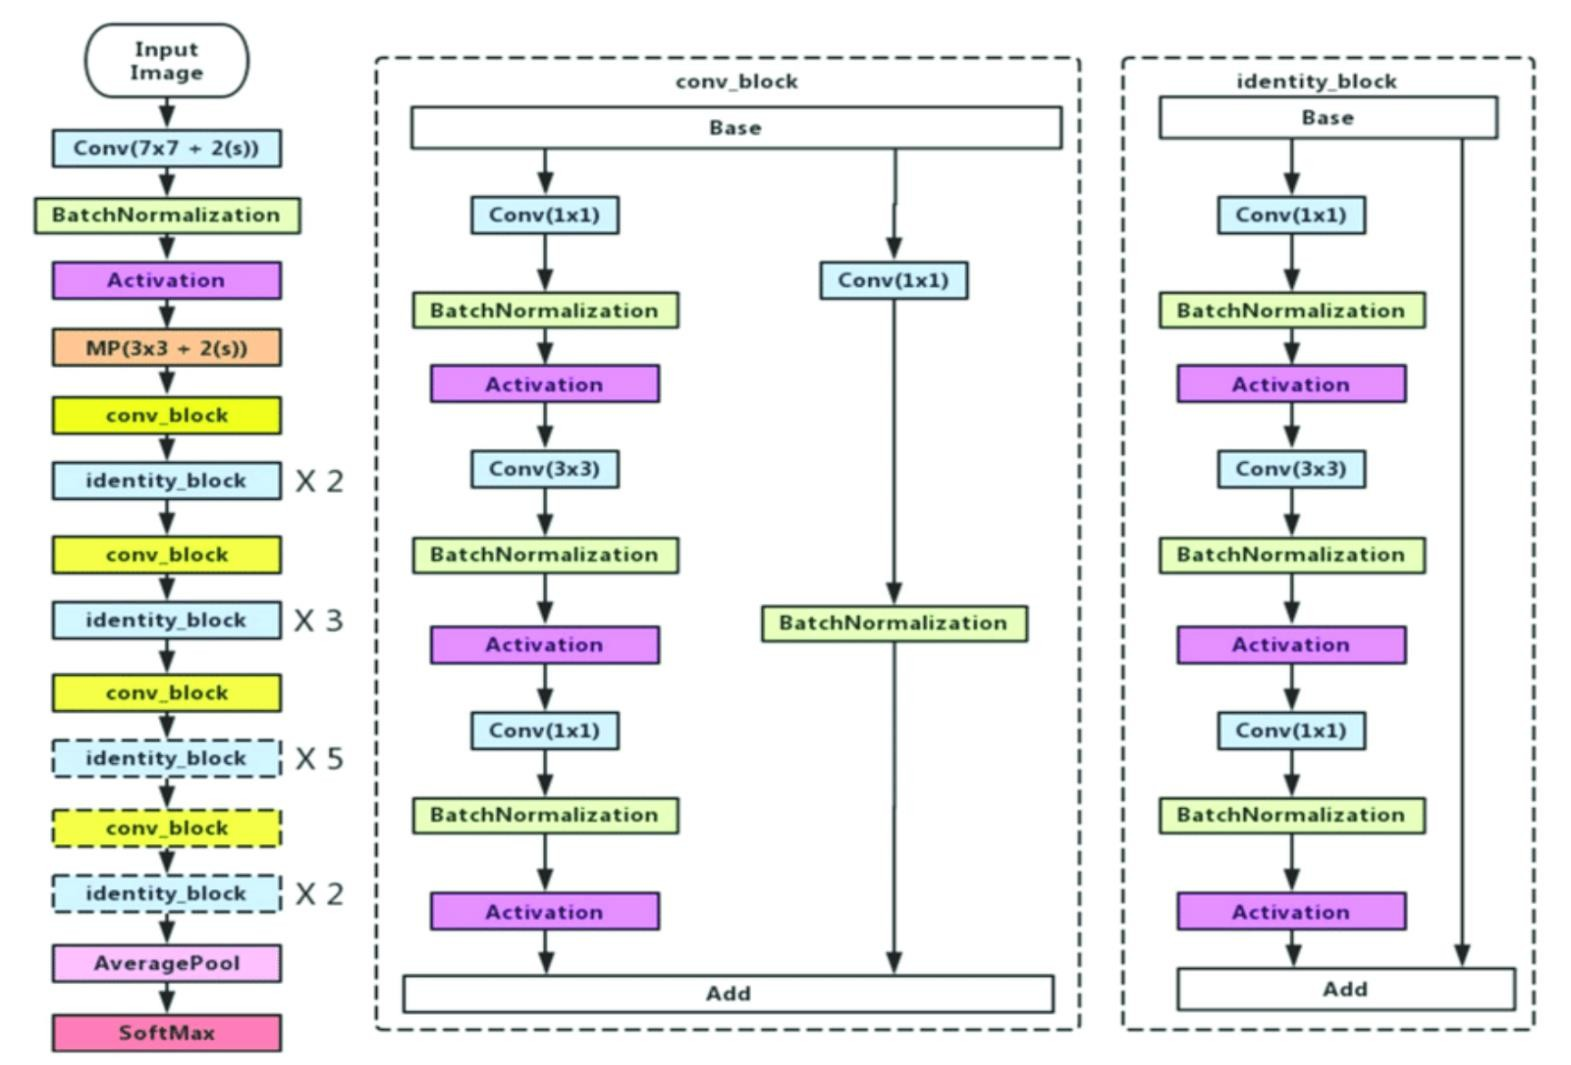 Input
Image
Conv(7x7 + 2(s))
BatchNormalization
Activation
MP(3x3 + 2(s))
conv_block
identity_block X 2
conv_block
identity_block X 3
conv_block
identity_block X 5
conv_block
identity_block X 2
AveragePool
SoftMax
conv_block
Base
Conv(1x1)
BatchNormalization
Activation
Conv(3x3)
BatchNormalization
Activation
Conv(1x1)
BatchNormalization
Activation
Conv(1x1)
BatchNormalization
Add
identity_block
Base
Conv(1x1)
BatchNormalization
Activation
Conv(3x3)
BatchNormalization
Activation
Conv(1x1)
BatchNormalization
Activation
Add